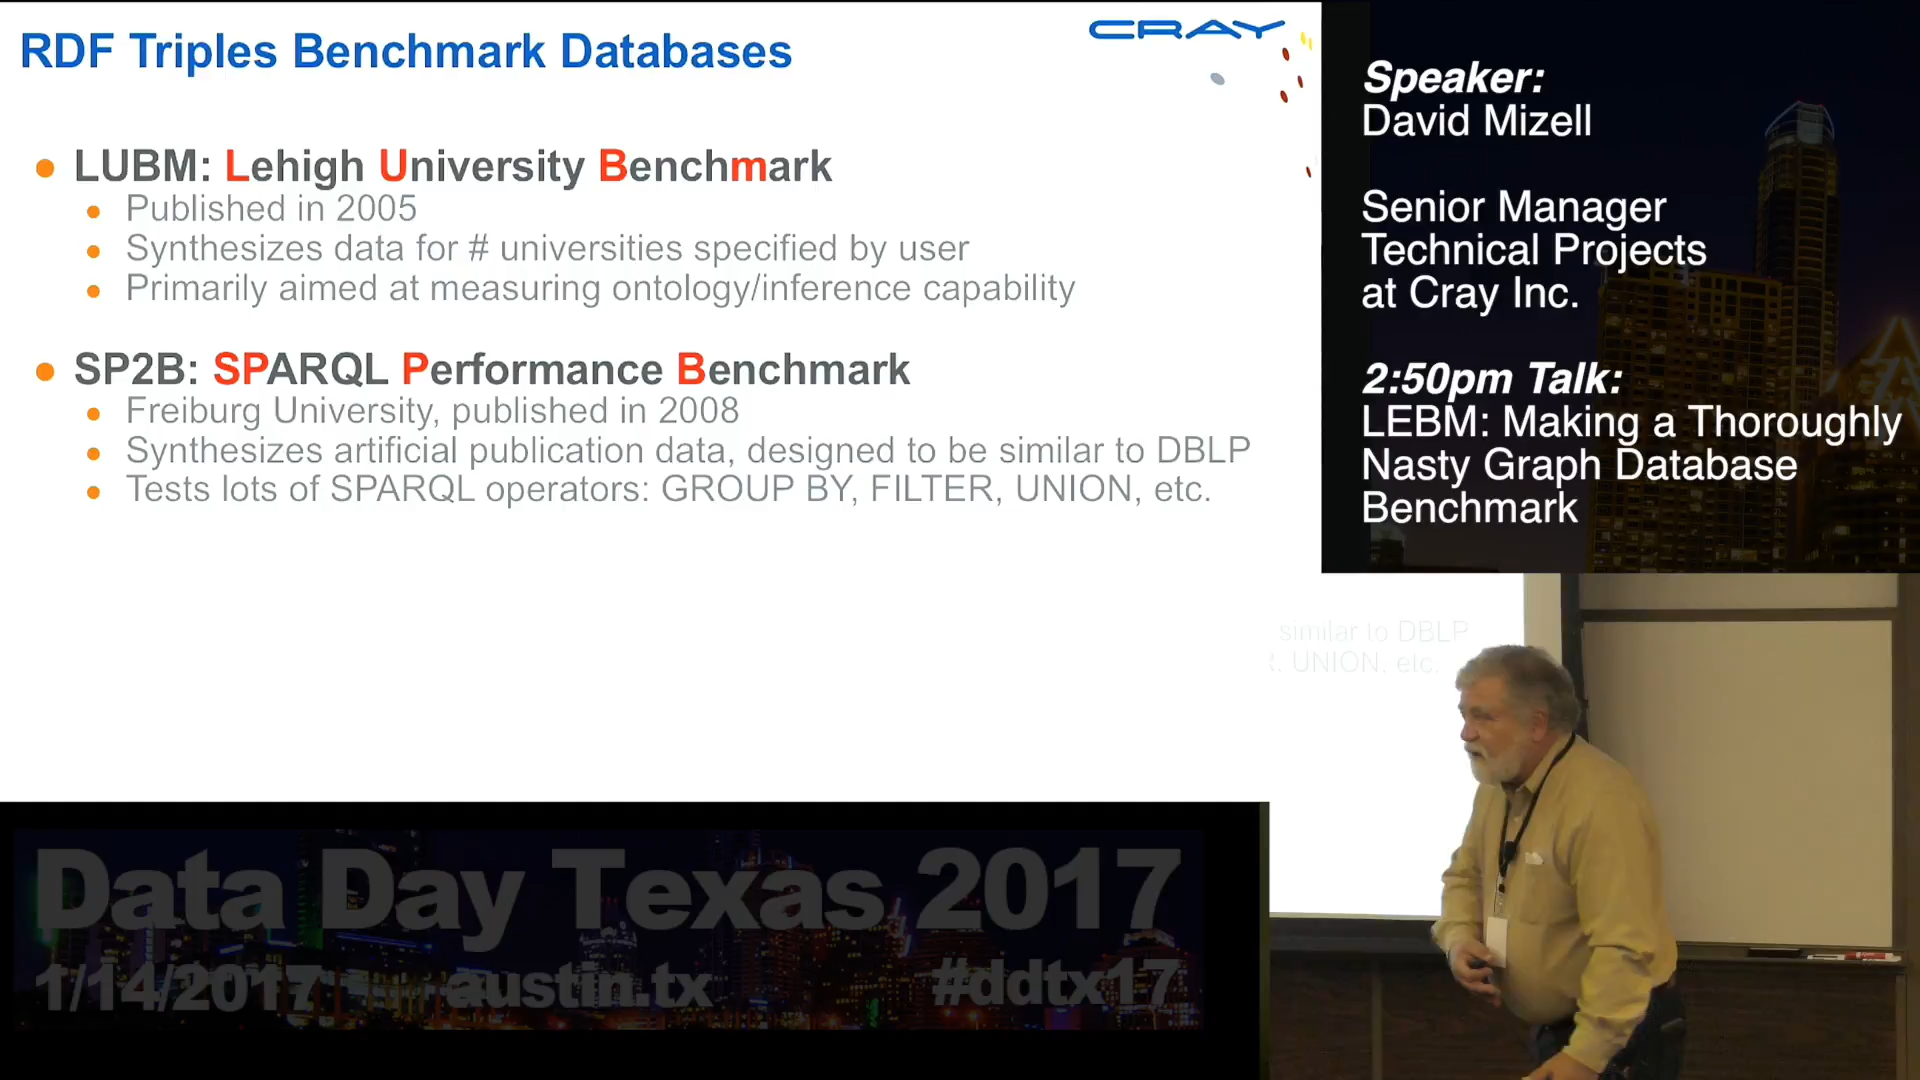 CRAY
RDF Triples Benchmark Databases
LUBM: Lehigh University Benchmark
Published in 2005
Synthesizes data for # universities specified by user
Primarily aimed at measuring ontology/inference capability
SP2B: SPARQL Performance Benchmark
Freiburg University, published in 2008
Synthesizes artificial publication data, designed to be similar to DBLP
Tests lots of SPARQL operators: GROUP BY, FILTER, UNION, etc.
Speaker:
David Mizell
Senior Manager
Technical Projects
at Cray Inc.
2:50pm Talk:
LEBM: Making a Thoroughly
Nasty Graph Database
Benchmark
similar to DBLP
UNION, etc.
Data Day Texas 2017
1/14/2017 austin.tx #ddtx17